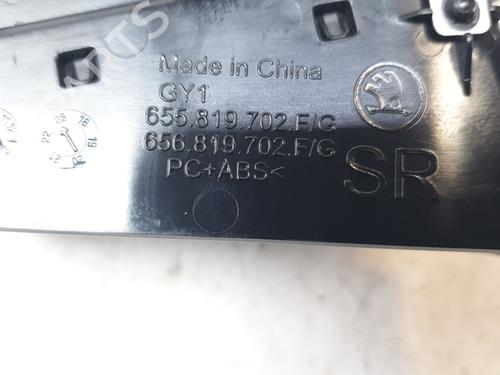 Made in China
GY1
655.819.702.F/G
656.819.702.F/G
PC+ABS<
SR